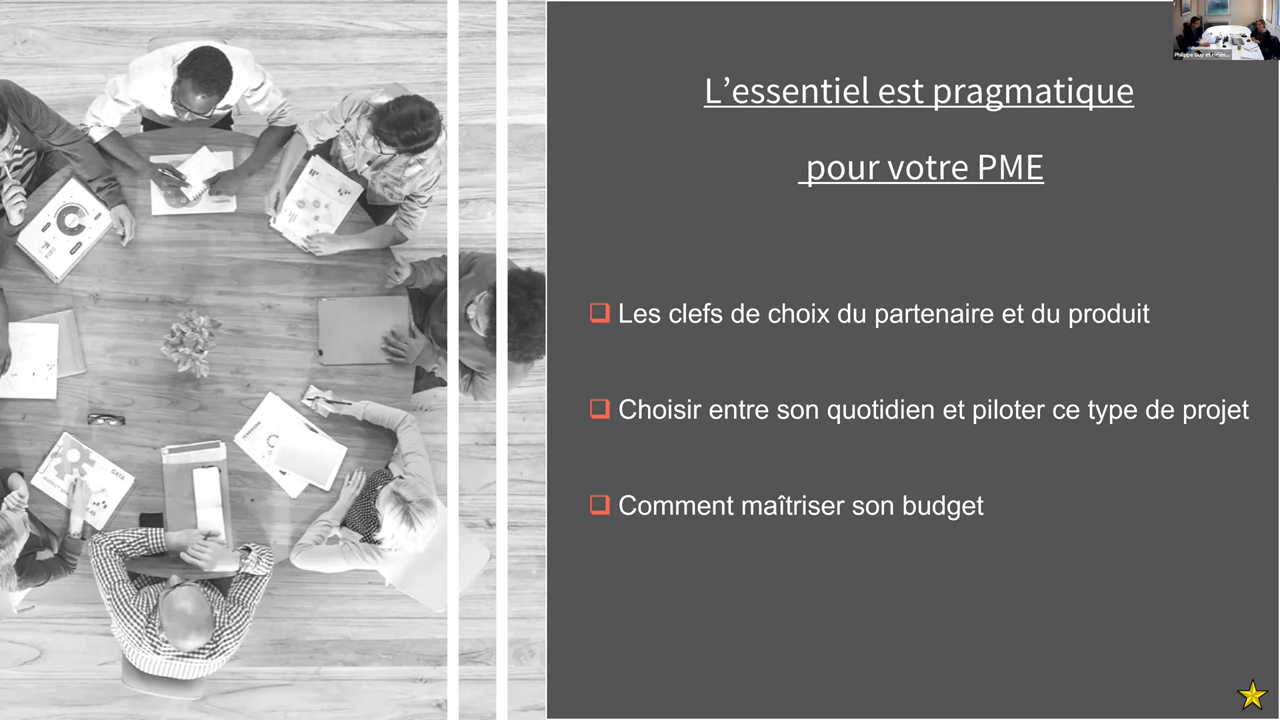 L'essentiel est pragmatique
pour votre PME
Les clefs de choix du partenaire et du produit
Choisir entre son quotidien et piloter ce type de projet
Comment maîtriser son budget
DATA